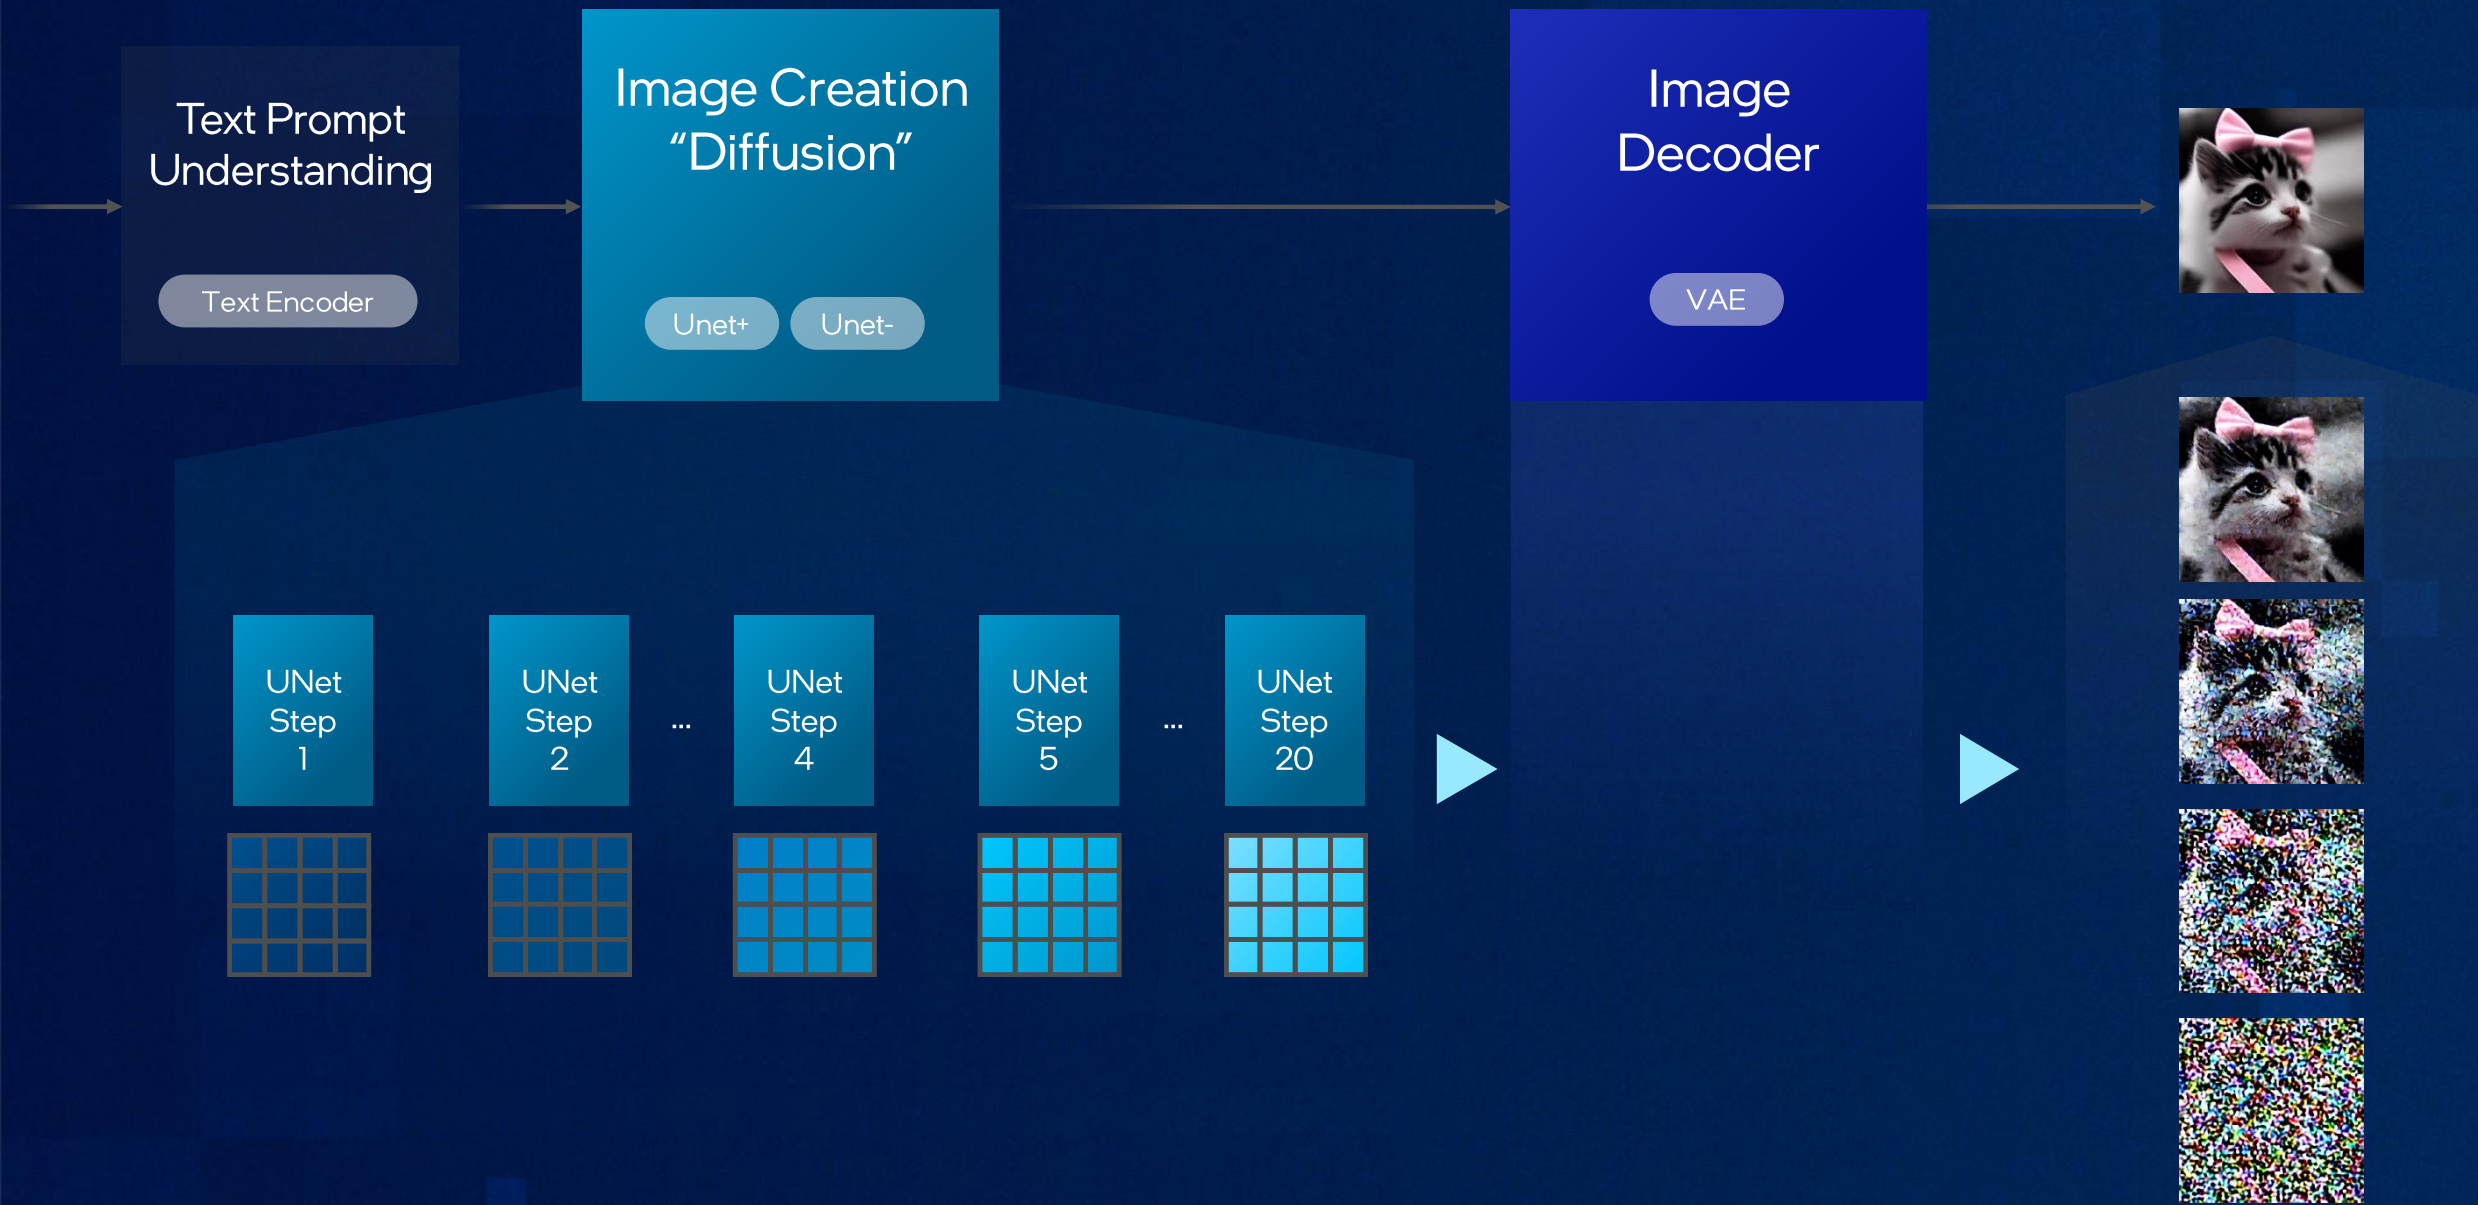 Text Prompt
Understanding
Text Encoder
Image Creation
“Diffusion”
Unet+
Unet-
Image
Decoder
VAE
UNet
Step
1
UNet
Step
2
...
UNet
Step
4
UNet
Step
5
...
UNet
Step
20